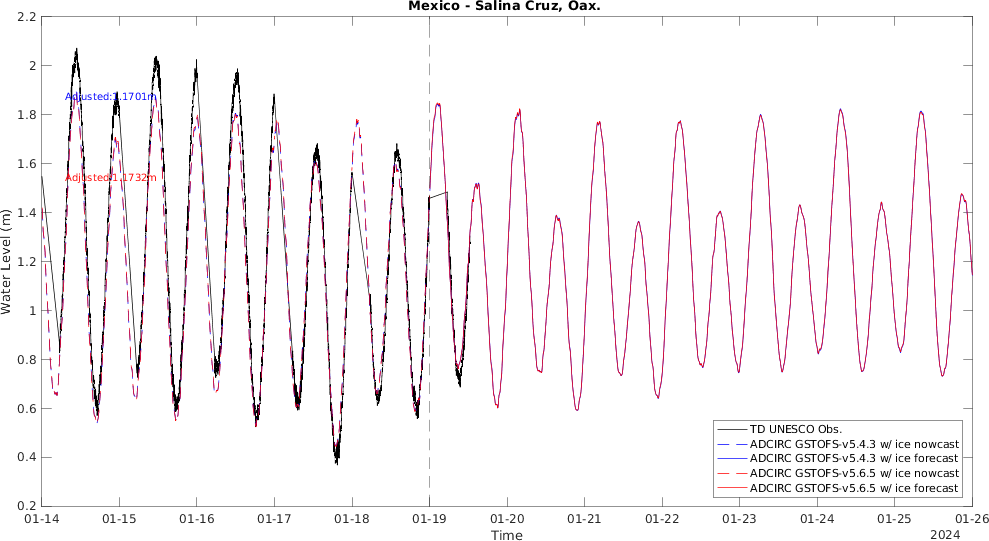 Mexico - Salina Cruz, Oax.
2.2
2
1.8
1.6
1.4
1.2
1
0.8
0.6
0.4
0.2
Water Level (m)
Adjusted:1.1701m
Adjusted:1.1732m
TD UNESCO Obs.
ADCIRC GSTOFS-v5.4.3 w/ ice nowcast
ADCIRC GSTOFS-v5.4.3 w/ ice forecast
ADCIRC GSTOFS-v5.6.5 w/ ice nowcast
ADCIRC GSTOFS-v5.6.5 w/ ice forecast
01-14 01-15 01-16 01-17 01-18 01-19 01-20 01-21 01-22 01-23 01-24 01-25 01-26
Time
2024